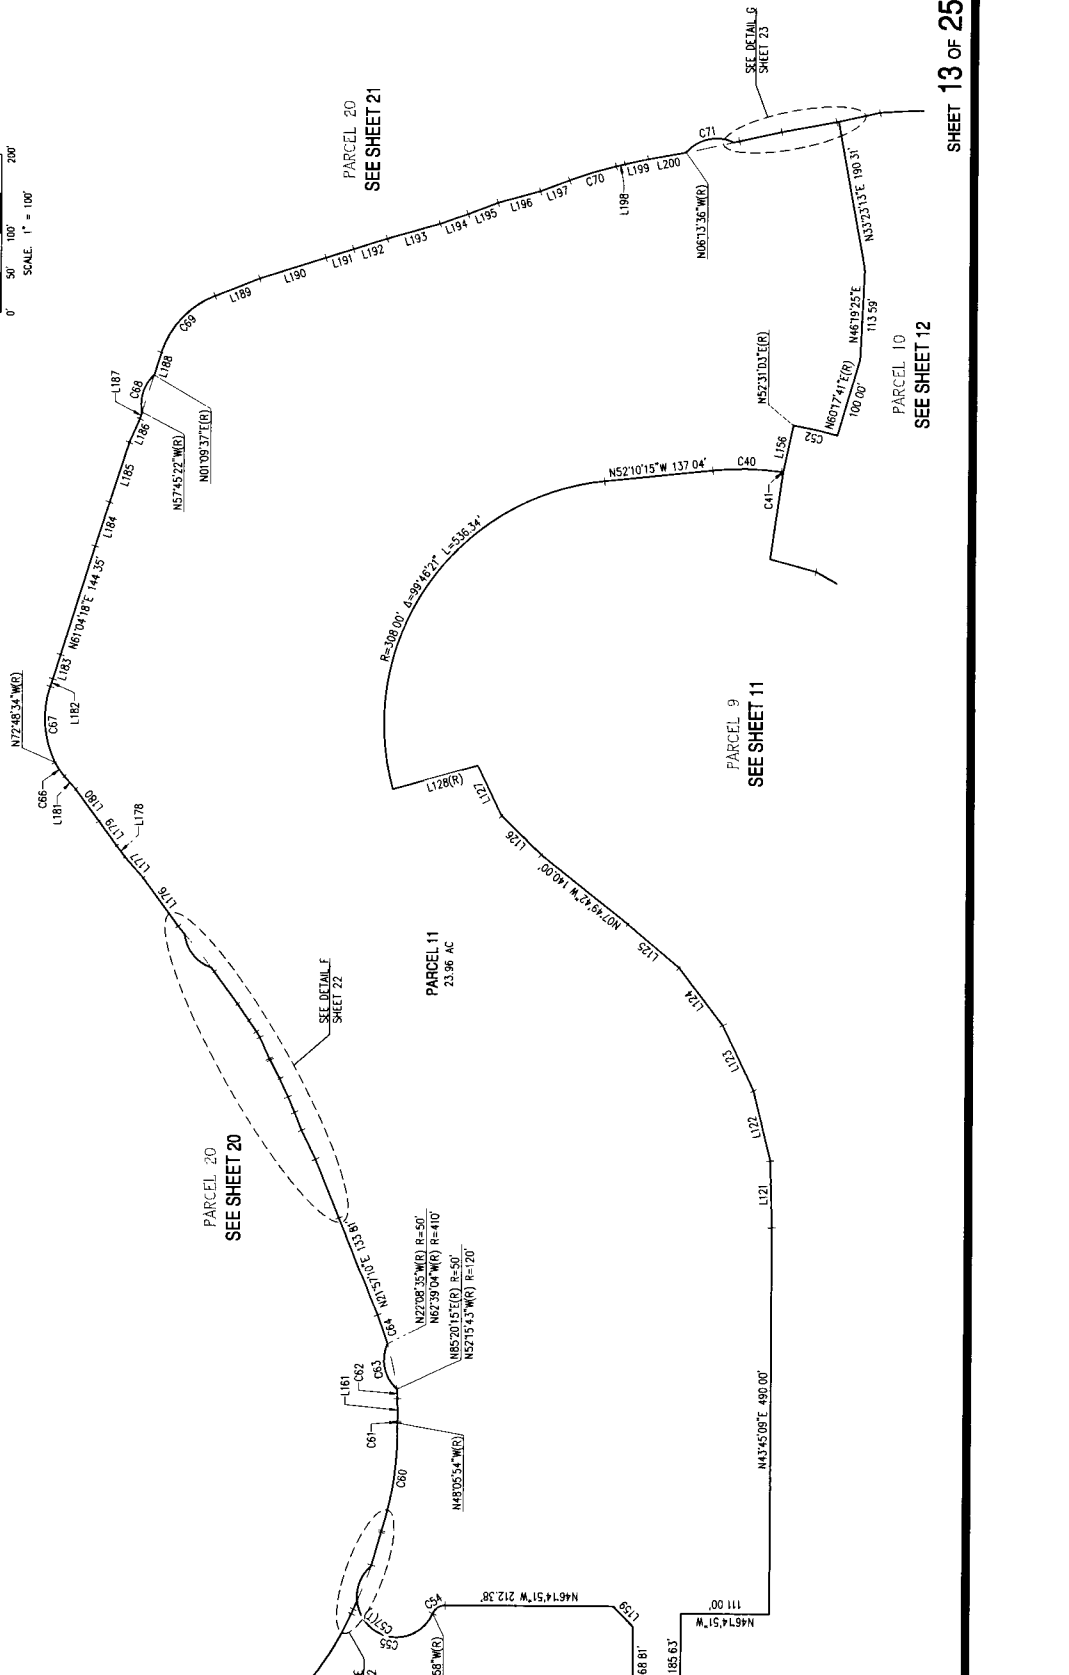 0' 50' 100' 200'
SCALE. 1" = 100'
SEE DETAIL G
SHEET 23
SHEET 13 OF 25
PARCEL 20
SEE SHEET 21
C71
L200
L199
L198
C70
L197
L196
L195
L194
L193
L192
L191
L190
L189
C69
L188
C68
L187
L186
L185
L184
N06°13'36"W(R)
N33°23'13"E 190 31
N46°19'25"E
113 59'
N60°17'41"E(R)
100 00'
PARCEL 10
SEE SHEET 12
N52°31'03"E(R)
L156
C52
C40
C41
N52°10'15"W 137 04'
N57°45'22"W(R)
N01°09'37"E(R)
N61°04'18"E 144 35'
L183
L182
C67
N72°48'34"W(R)
C66
L181
L180
L179
L178
L177
L176
R=308 00' Δ=99°46'21" L=536.34'
L128(R)
L127
L126
N07°49'42"W 140.00'
L125
L124
L123
L122
L121
PARCEL 9
SEE SHEET 11
PARCEL 11
23.96 AC
SEE DETAIL F
SHEET 22
PARCEL 20
SEE SHEET 20
N21°57'10"E 133 81'
C64
C63
C62
L161
C61
C60
N22°08'35"W(R) R=50'
N62°39'04"W(R) R=410'
N85°20'15"E(R) R=50'
N52°15'43"W(R) R=120'
N48°05'54"W(R)
N43°45'09"E 490 00'
C57(T)
C55
C54
58"W(R)
N46°14'51"W 212.38'
L159
N46°14'51"W
111 00'
68 81'
185 63'